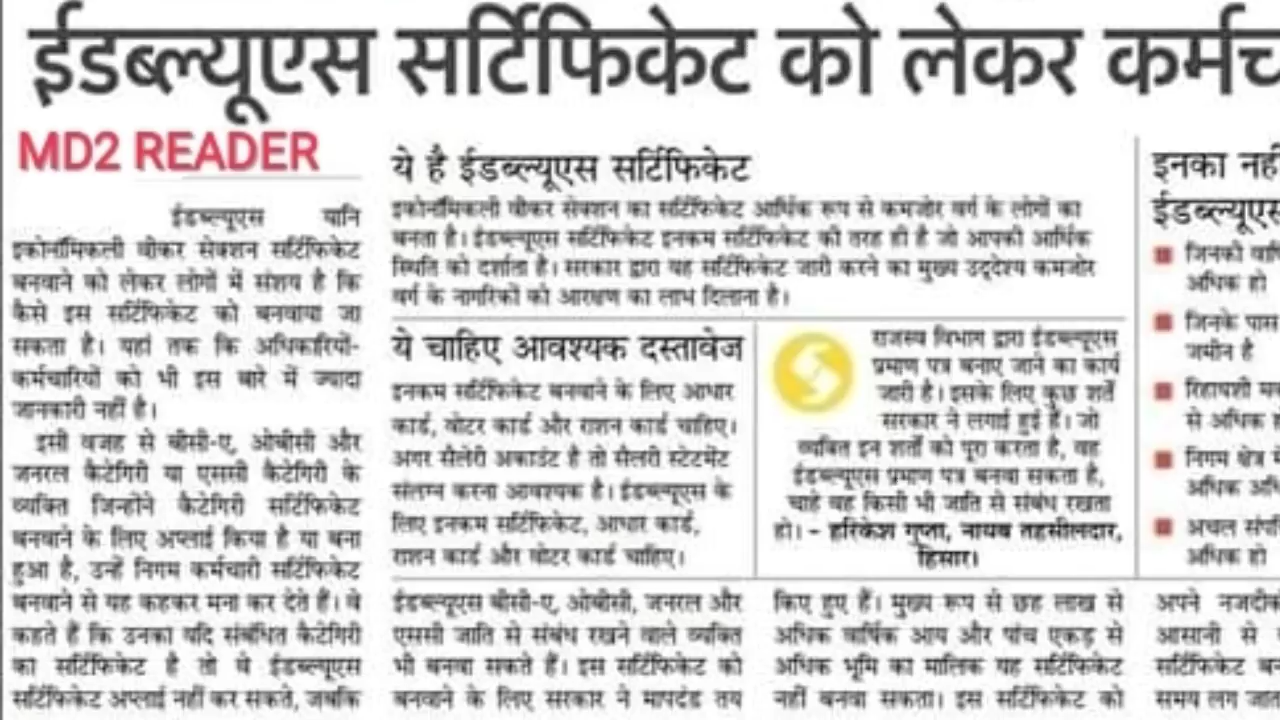 ईडब्ल्यूएस सर्टिफिकेट को लेकर कर्मच
MD2 READER
ईडब्ल्यूएस यानि
इकोनॉमिकली वीकर सेक्शन सर्टिफिकेट
बनवाने को लेकर लोगों में संशय है कि
कैसे इस सर्टिफिकेट को बनवाया जा
सकता है। यहां तक कि अधिकारियों-
कर्मचारियों को भी इस बारे में ज्यादा
जानकारी नहीं है।
इसी वजह से बीसी-ए, ओबीसी और
जनरल कैटेगिरी या एससी कैटेगिरी के
व्यक्ति जिन्होंने कैटेगिरी सर्टिफिकेट
बनवाने के लिए अप्लाई किया है या बना
हुआ है, उन्हें निगम कर्मचारी सर्टिफिकेट
बनवाने से यह कहकर मना कर देते हैं। वे
कहते हैं कि उनका यदि संबंधित कैटेगिरी
का सर्टिफिकेट है तो वे ईडब्ल्यूएस
सर्टिफिकेट अप्लाई नहीं कर सकते, जबकि
ये है ईडब्ल्यूएस सर्टिफिकेट
इकोनॉमिकली वीकर सेक्शन का सर्टिफिकेट आर्थिक रूप से कमजोर वर्ग के लोगों का
बनता है। ईडब्ल्यूएस सर्टिफिकेट इनकम सर्टिफिकेट की तरह ही है जो आपकी आर्थिक
स्थिति को दर्शाता है। सरकार द्वारा यह सर्टिफिकेट जारी करने का मुख्य उद्देश्य कमजोर
वर्ग के नागरिकों को आरक्षण का लाभ दिलाना है।
ये चाहिए आवश्यक दस्तावेज
इनकम सर्टिफिकेट बनवाने के लिए आधार
कार्ड, वोटर कार्ड और राशन कार्ड चाहिए।
अगर सैलेरी अकाउंट है तो सैलरी स्टेटमेंट
संलग्न करना आवश्यक है। ईडब्ल्यूएस के
लिए इनकम सर्टिफिकेट, आधार कार्ड,
राशन कार्ड और वोटर कार्ड चाहिए।
राजस्व विभाग द्वारा ईडब्ल्यूएस
प्रमाण पत्र बनाए जाने का कार्य
जारी है। इसके लिए कुछ शर्तें
सरकार ने लगाई हुई हैं। जो
व्यक्ति इन शर्तों को पूरा करता है, वह
ईडब्ल्यूएस प्रमाण पत्र बनवा सकता है,
चाहे वह किसी भी जाति से संबंध रखता
हो। – हरिकेश गुप्ता, नायब तहसीलदार,
हिसार।
ईडब्ल्यूएस बीसी-ए, ओबीसी, जनरल और
एससी जाति से संबंध रखने वाले व्यक्ति
भी बनवा सकते हैं। इस सर्टिफिकेट को
बनवाने के लिए सरकार ने मापदंड तय
किए हुए हैं। मुख्य रूप से छह लाख से
अधिक वार्षिक आय और पांच एकड़ से
अधिक भूमि का मालिक यह सर्टिफिकेट
नहीं बनवा सकता। इस सर्टिफिकेट को
इनका नहीं
ईडब्ल्यूएस
जिनकी
अधिक हो
जिनके पास
जमीन है
रिहायशी
से अधिक
निगम क्षेत्र
अधिक
अचल
अधिक हो
अपने
आसानी से
सर्टिफिकेट
समय लग